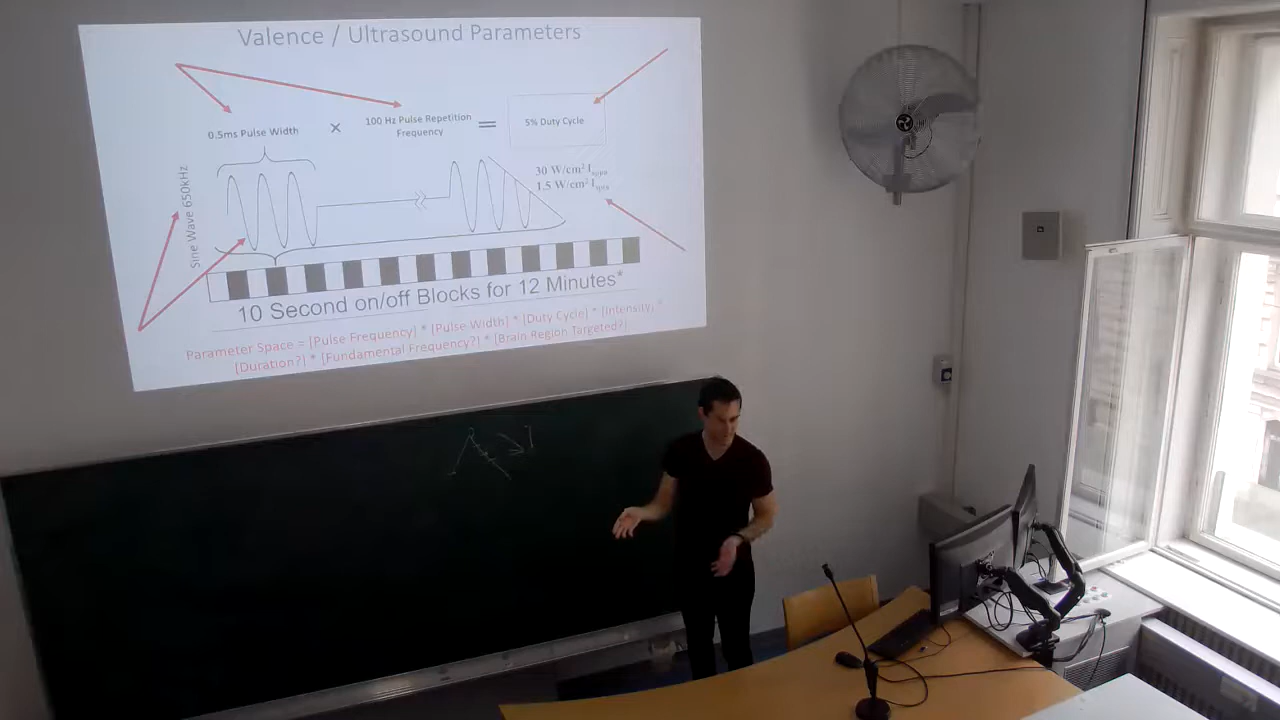 Valence / Ultrasound Parameters
0.5ms Pulse Width
×
100 Hz Pulse Repetition
Frequency
=
5% Duty Cycle
30 W/cm² Isppa
1.5 W/cm² Ispta
Sine Wave 650kHz
10 Second on/off Blocks for 12 Minutes*
Parameter Space = [Pulse Frequency] * [Pulse Width] * [Duty Cycle] * [Intensity] *
[Duration?] * [Fundamental Frequency?] * [Brain Region Targeted?]